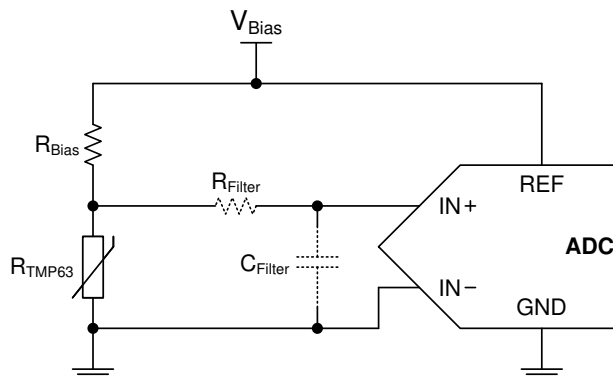 VBias
RBias
RFilter
REF
IN+
ADC
RTMP63
CFilter
IN−
GND